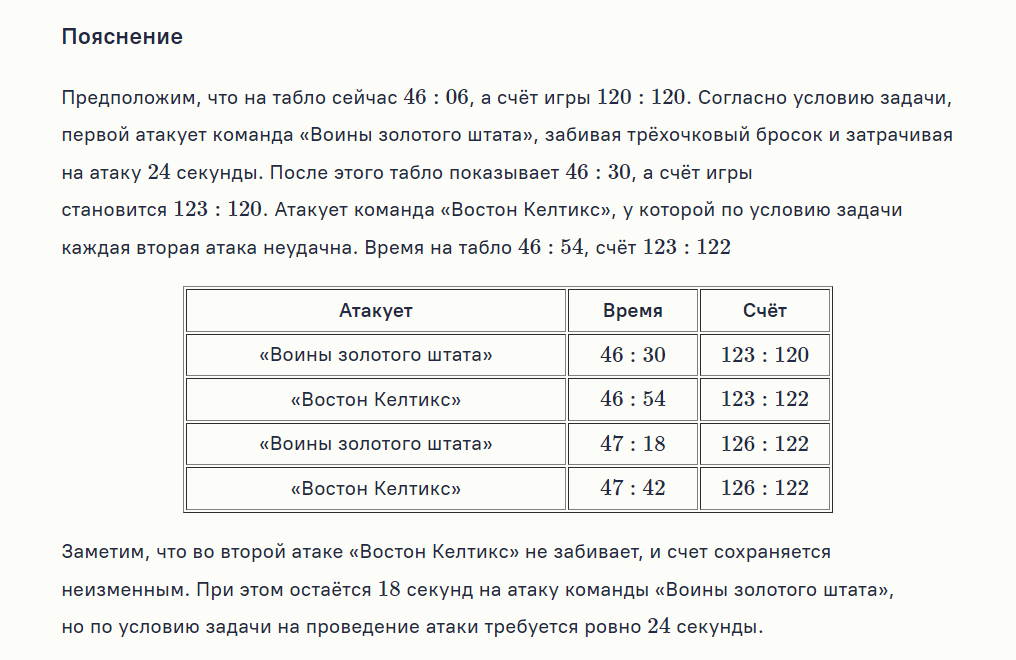 Пояснение
Предположим, что на табло сейчас 46 : 06, а счёт игры 120 : 120. Согласно условию задачи,
первой атакует команда «Воины золотого штата», забивая трёхочковый бросок и затрачивая
на атаку 24 секунды. После этого табло показывает 46 : 30, а счёт игры
становится 123 : 120. Атакует команда «Востон Келтикс», у которой по условию задачи
каждая вторая атака неудачна. Время на табло 46 : 54, счёт 123 : 122
Атакует Время Счёт
«Воины золотого штата» 46 : 30 123 : 120
«Востон Келтикс» 46 : 54 123 : 122
«Воины золотого штата» 47 : 18 126 : 122
«Востон Келтикс» 47 : 42 126 : 122
Заметим, что во второй атаке «Востон Келтикс» не забивает, и счет сохраняется
неизменным. При этом остаётся 18 секунд на атаку команды «Воины золотого штата»,
но по условию задачи на проведение атаки требуется ровно 24 секунды.